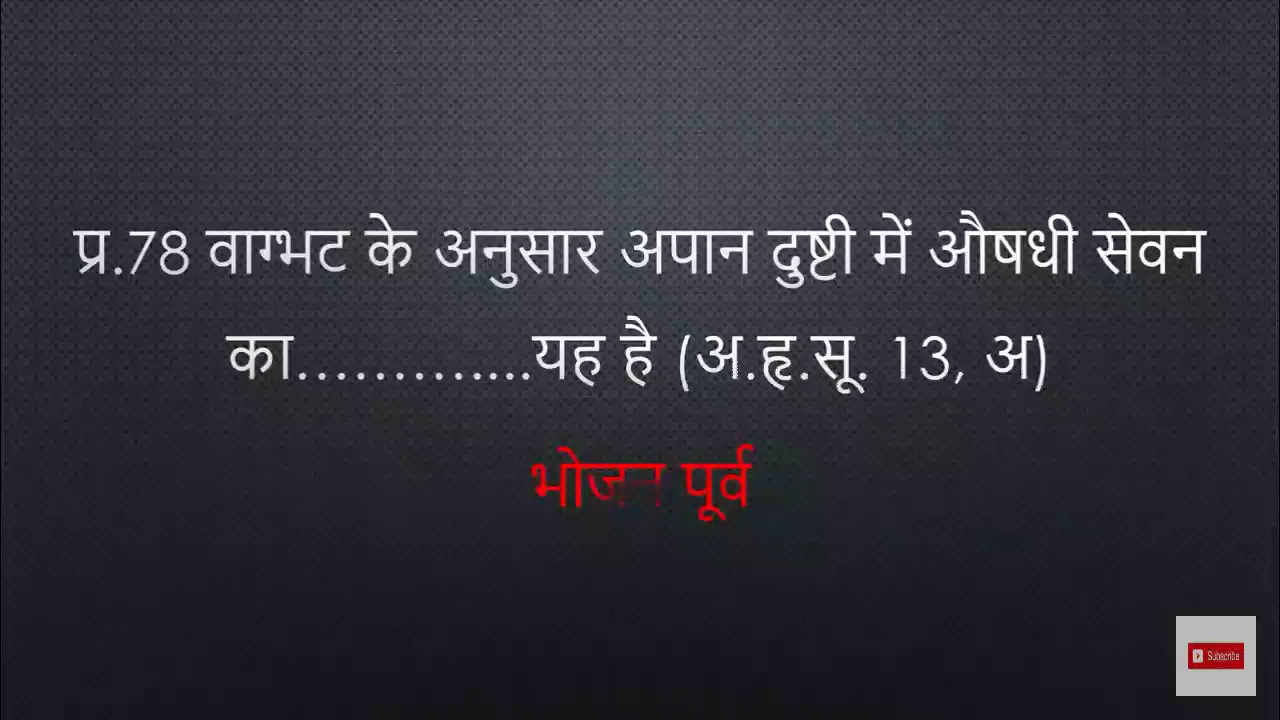 प्र.78 वाग्भट के अनुसार अपान दुष्टी में औषधी सेवन
का...............यह है (अ.हृ.सू. 13, अ)
भोजन पूर्व
Subscribe